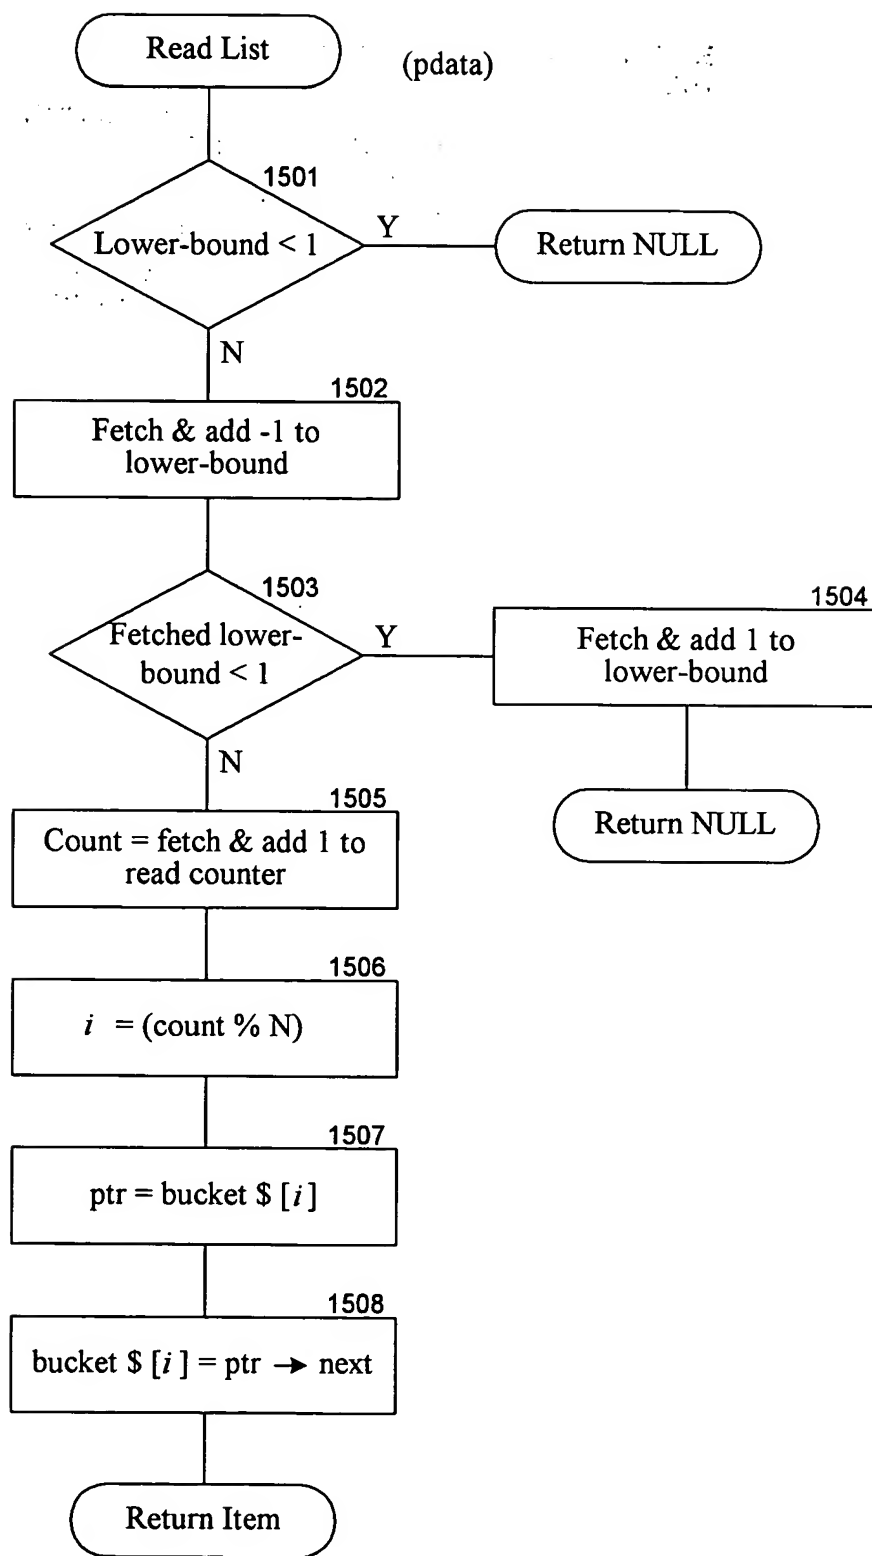 Read List
(pdata)
1501
Lower-bound < 1
Y
Return NULL
N
1502
Fetch & add -1 to
lower-bound
1503
Fetched lower-
bound < 1
Y
1504
Fetch & add 1 to
lower-bound
N
Return NULL
1505
Count = fetch & add 1 to
read counter
1506
i = (count % N)
1507
ptr = bucket $ [i]
1508
bucket $ [i] = ptr → next
Return Item